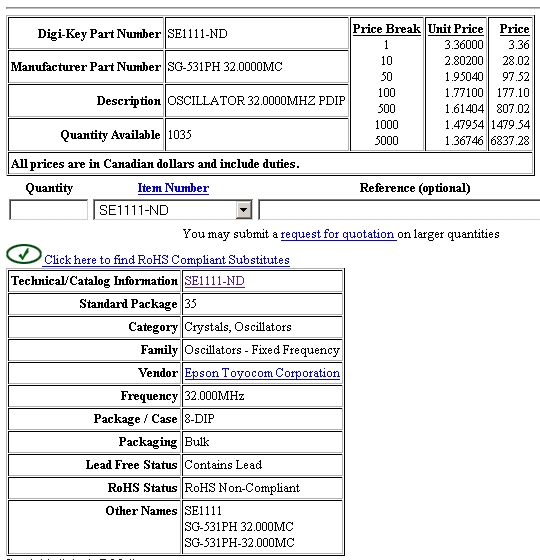 Digi-Key Part Number SE1111-ND
Manufacturer Part Number SG-531PH 32.0000MC
Description OSCILLATOR 32.0000MHZ PDIP
Quantity Available 1035
Price Break Unit Price Price
1 3.36000 3.36
10 2.80200 28.02
50 1.95040 97.52
100 1.77100 177.10
500 1.61404 807.02
1000 1.47954 1479.54
5000 1.36746 6837.28
All prices are in Canadian dollars and include duties.
Quantity Item Number Reference (optional)
SE1111-ND
You may submit a request for quotation on larger quantities
Click here to find RoHS Compliant Substitutes
Technical/Catalog Information SE1111-ND
Standard Package 35
Category Crystals, Oscillators
Family Oscillators - Fixed Frequency
Vendor Epson Toyocom Corporation
Frequency 32.000MHz
Package / Case 8-DIP
Packaging Bulk
Lead Free Status Contains Lead
RoHS Status RoHS Non-Compliant
Other Names SE1111
SG-531PH 32.000MC
SG-531PH-32.000MC